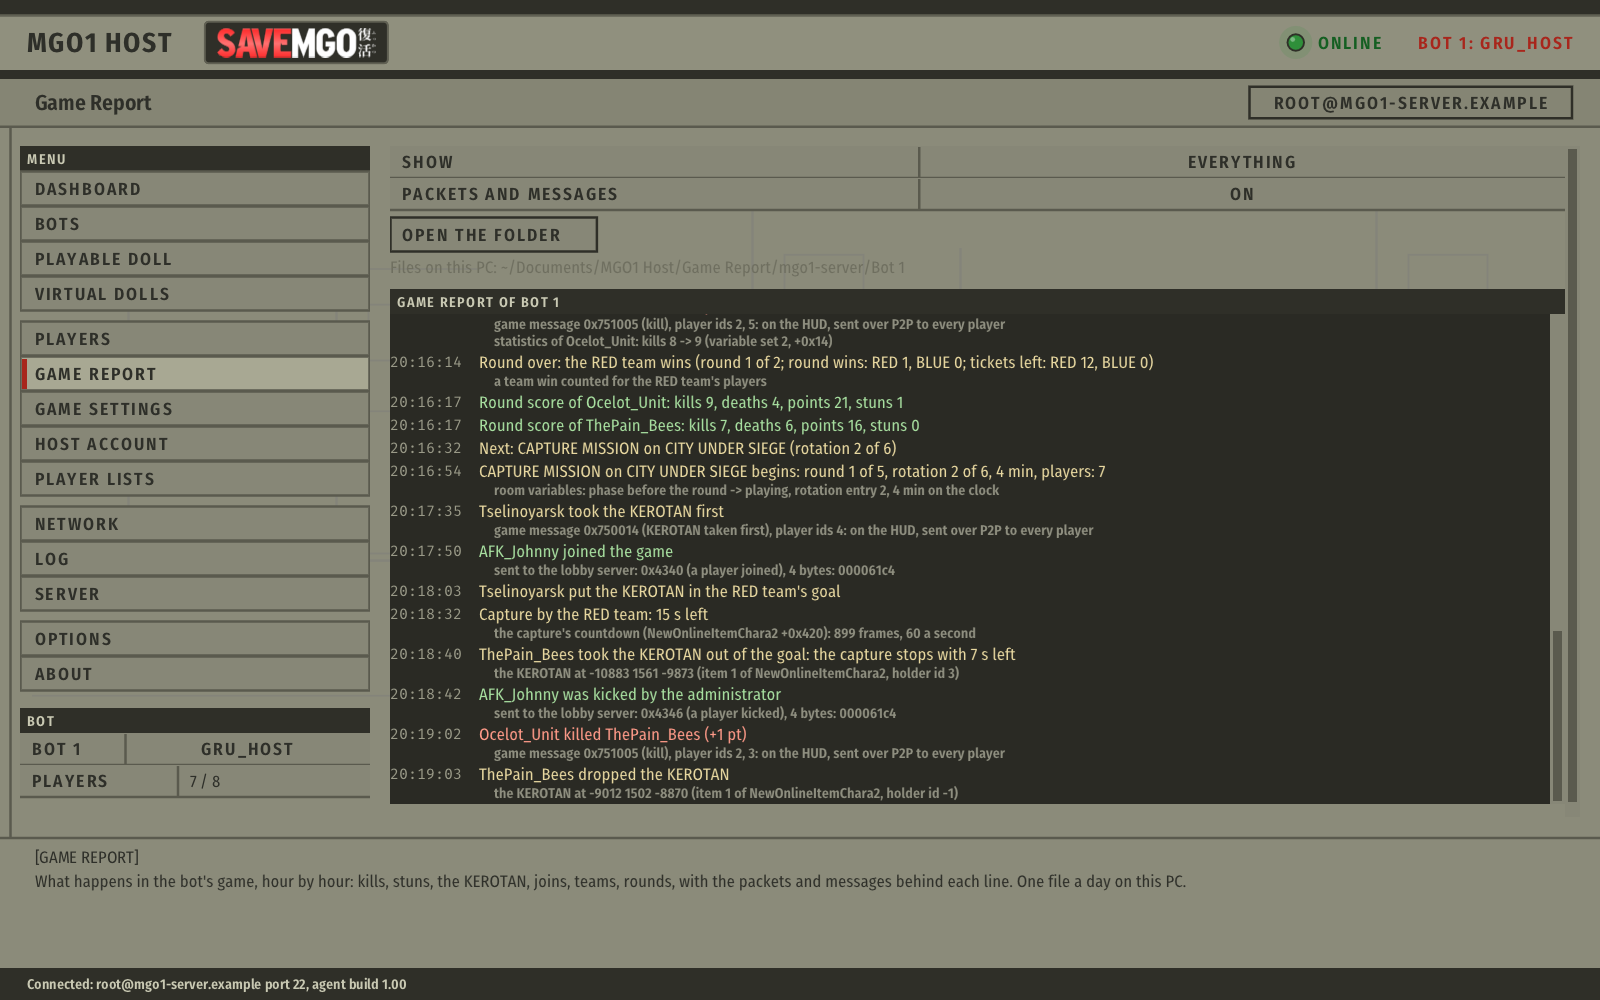 MGO1 HOST
SAVEMGO 復活
ONLINE
BOT 1: GRU_HOST
Game Report
ROOT@MGO1-SERVER.EXAMPLE
MENU
DASHBOARD
BOTS
PLAYABLE DOLL
VIRTUAL DOLLS
PLAYERS
GAME REPORT
GAME SETTINGS
HOST ACCOUNT
PLAYER LISTS
NETWORK
LOG
SERVER
OPTIONS
ABOUT
BOT
BOT 1 GRU_HOST
PLAYERS 7 / 8
SHOW EVERYTHING
PACKETS AND MESSAGES ON
OPEN THE FOLDER
Files on this PC: ~/Documents/MGO1 Host/Game Report/mgo1-server/Bot 1
GAME REPORT OF BOT 1
game message 0x751005 (kill), player ids 2, 5: on the HUD, sent over P2P to every player
statistics of Ocelot_Unit: kills 8 -> 9 (variable set 2, +0x14)
20:16:14 Round over: the RED team wins (round 1 of 2; round wins: RED 1, BLUE 0; tickets left: RED 12, BLUE 0)
a team win counted for the RED team's players
20:16:17 Round score of Ocelot_Unit: kills 9, deaths 4, points 21, stuns 1
20:16:17 Round score of ThePain_Bees: kills 7, deaths 6, points 16, stuns 0
20:16:32 Next: CAPTURE MISSION on CITY UNDER SIEGE (rotation 2 of 6)
20:16:54 CAPTURE MISSION on CITY UNDER SIEGE begins: round 1 of 5, rotation 2 of 6, 4 min, players: 7
room variables: phase before the round -> playing, rotation entry 2, 4 min on the clock
20:17:35 Tselinoyarsk took the KEROTAN first
game message 0x750014 (KEROTAN taken first), player ids 4: on the HUD, sent over P2P to every player
20:17:50 AFK_Johnny joined the game
sent to the lobby server: 0x4340 (a player joined), 4 bytes: 000061c4
20:18:03 Tselinoyarsk put the KEROTAN in the RED team's goal
20:18:32 Capture by the RED team: 15 s left
the capture's countdown (NewOnlineItemChara2 +0x420): 899 frames, 60 a second
20:18:40 ThePain_Bees took the KEROTAN out of the goal: the capture stops with 7 s left
the KEROTAN at -10883 1561 -9873 (item 1 of NewOnlineItemChara2, holder id 3)
20:18:42 AFK_Johnny was kicked by the administrator
sent to the lobby server: 0x4346 (a player kicked), 4 bytes: 000061c4
20:19:02 Ocelot_Unit killed ThePain_Bees (+1 pt)
game message 0x751005 (kill), player ids 2, 3: on the HUD, sent over P2P to every player
20:19:03 ThePain_Bees dropped the KEROTAN
the KEROTAN at -9012 1502 -8870 (item 1 of NewOnlineItemChara2, holder id -1)
[GAME REPORT]
What happens in the bot's game, hour by hour: kills, stuns, the KEROTAN, joins, teams, rounds, with the packets and messages behind each line. One file a day on this PC.
Connected: root@mgo1-server.example port 22, agent build 1.00